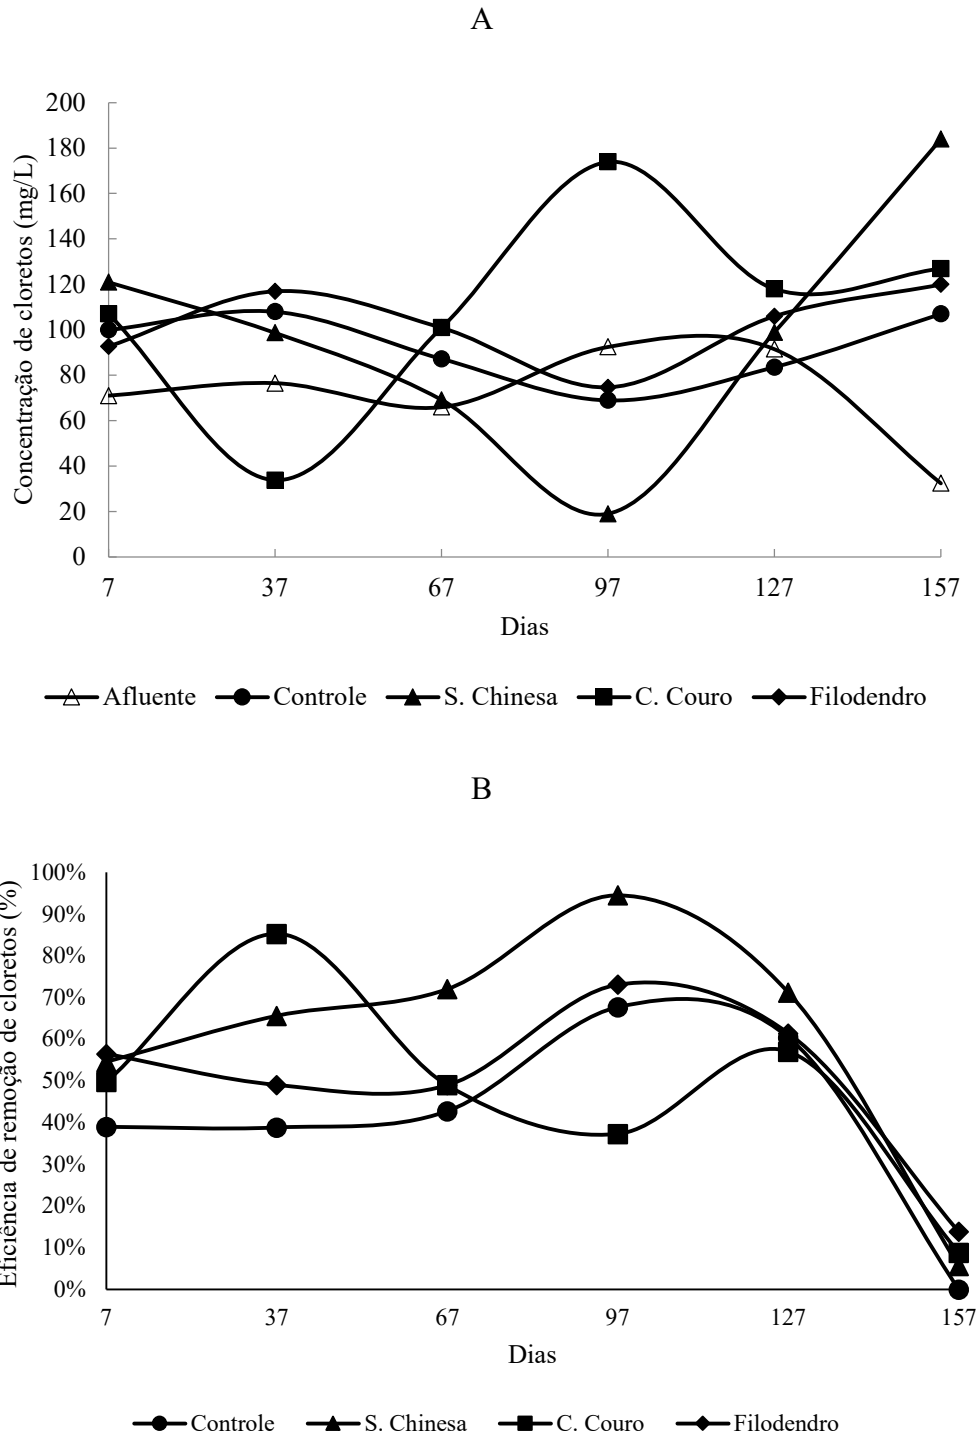 A
Concentração de cloretos (mg/L)
200
180
160
140
120
100
80
60
40
20
0
7 37 67 97 127 157
Dias
Afluente Controle S. Chinesa C. Couro Filodendro
B
Eficiência de remoção de cloretos (%)
100%
90%
80%
70%
60%
50%
40%
30%
20%
10%
0%
7 37 67 97 127 157
Dias
Controle S. Chinesa C. Couro Filodendro